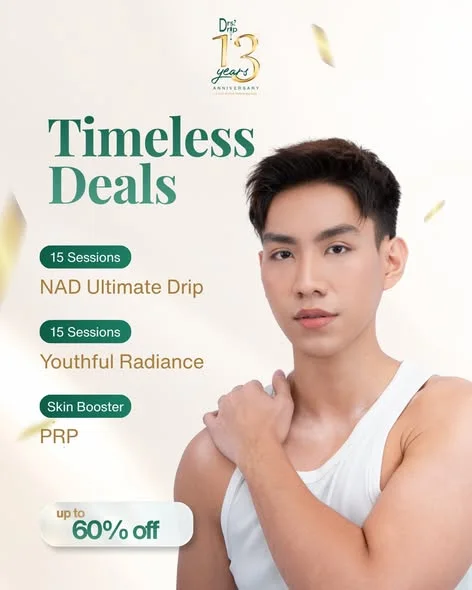 Drs'
Drip
13
years
ANNIVERSARY
Timeless
Deals
15 Sessions
NAD Ultimate Drip
15 Sessions
Youthful Radiance
Skin Booster
PRP
up to
60% off